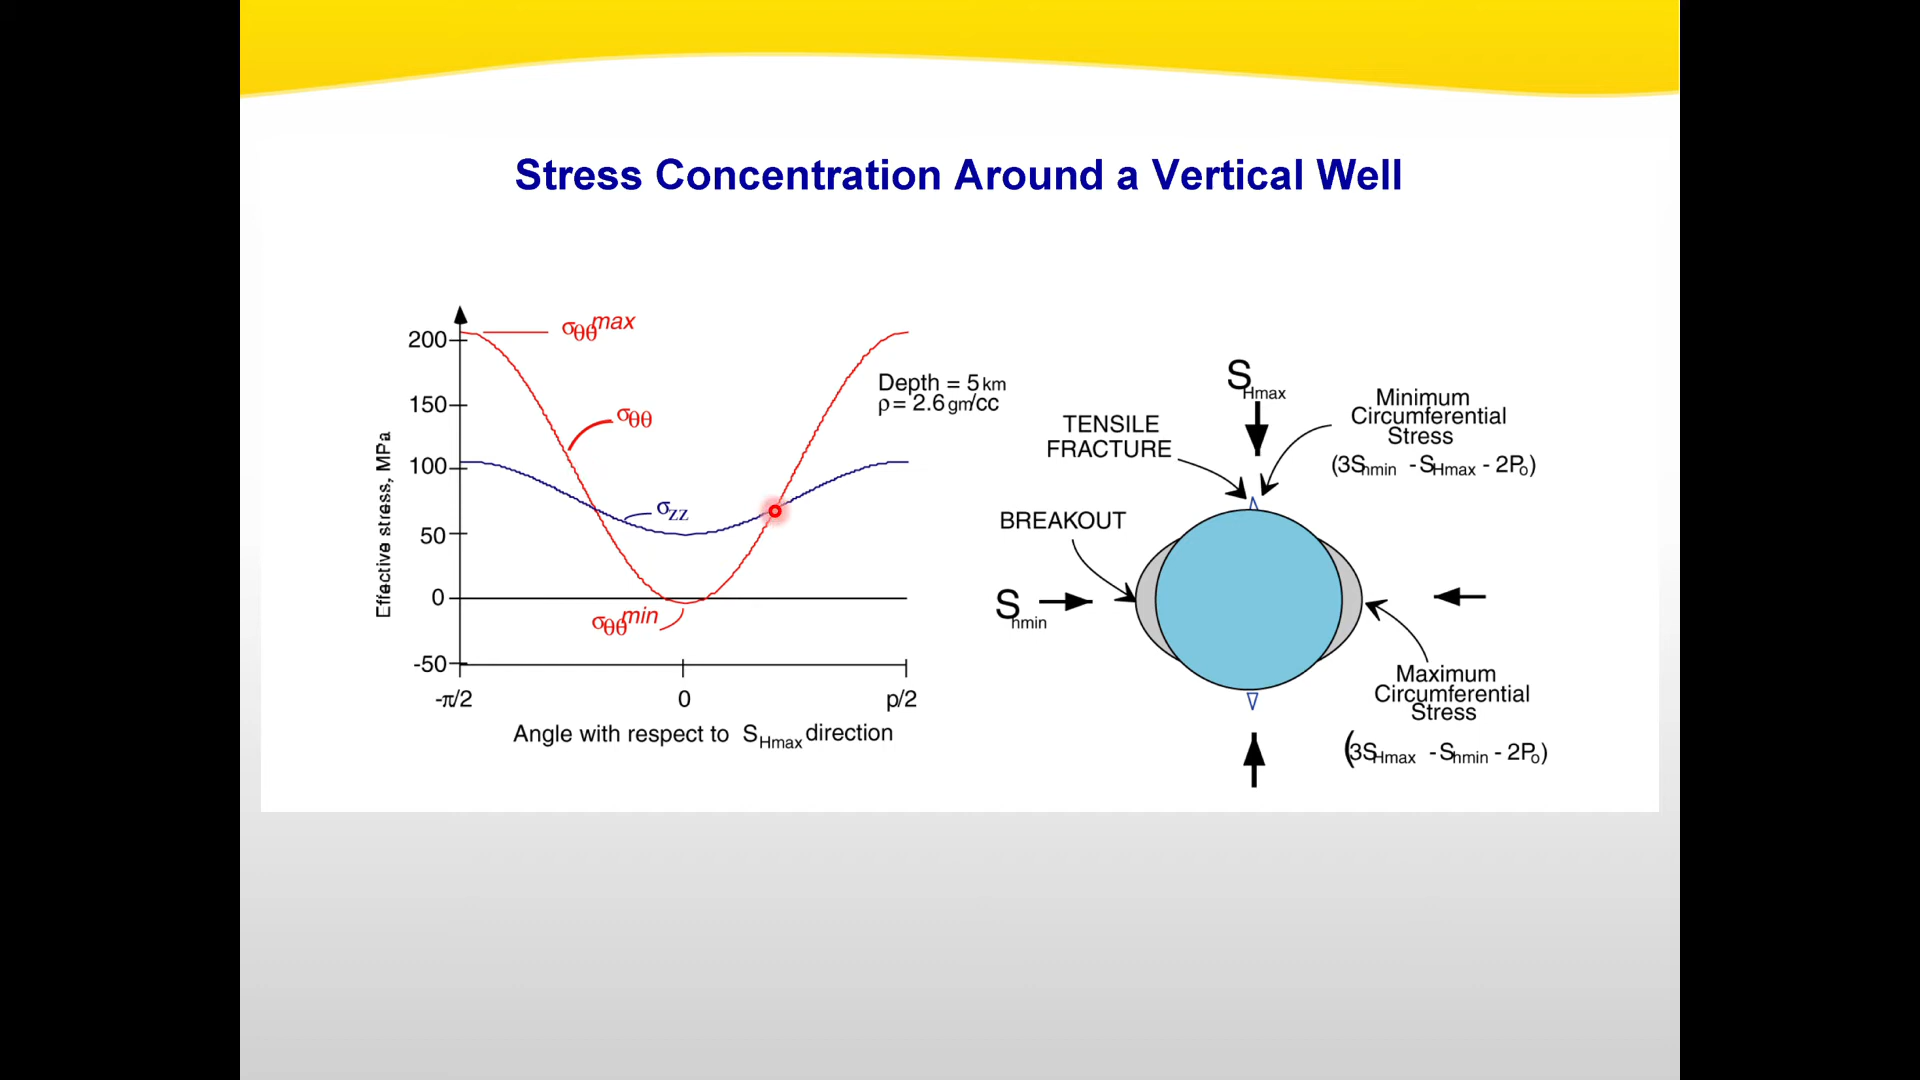 Stress Concentration Around a Vertical Well
σθθmax
200
150
100
50
0
-50
Effective stress, MPa
σθθ
σzz
σθθmin
Depth = 5 km
ρ = 2.6 gm/cc
-π/2
0
p/2
Angle with respect to SHmax direction
SHmax
TENSILE
FRACTURE
Minimum
Circumferential
Stress
(3Shmin - SHmax - 2Po)
BREAKOUT
Shmin
Maximum
Circumferential
Stress
(3SHmax - Shmin - 2Po)